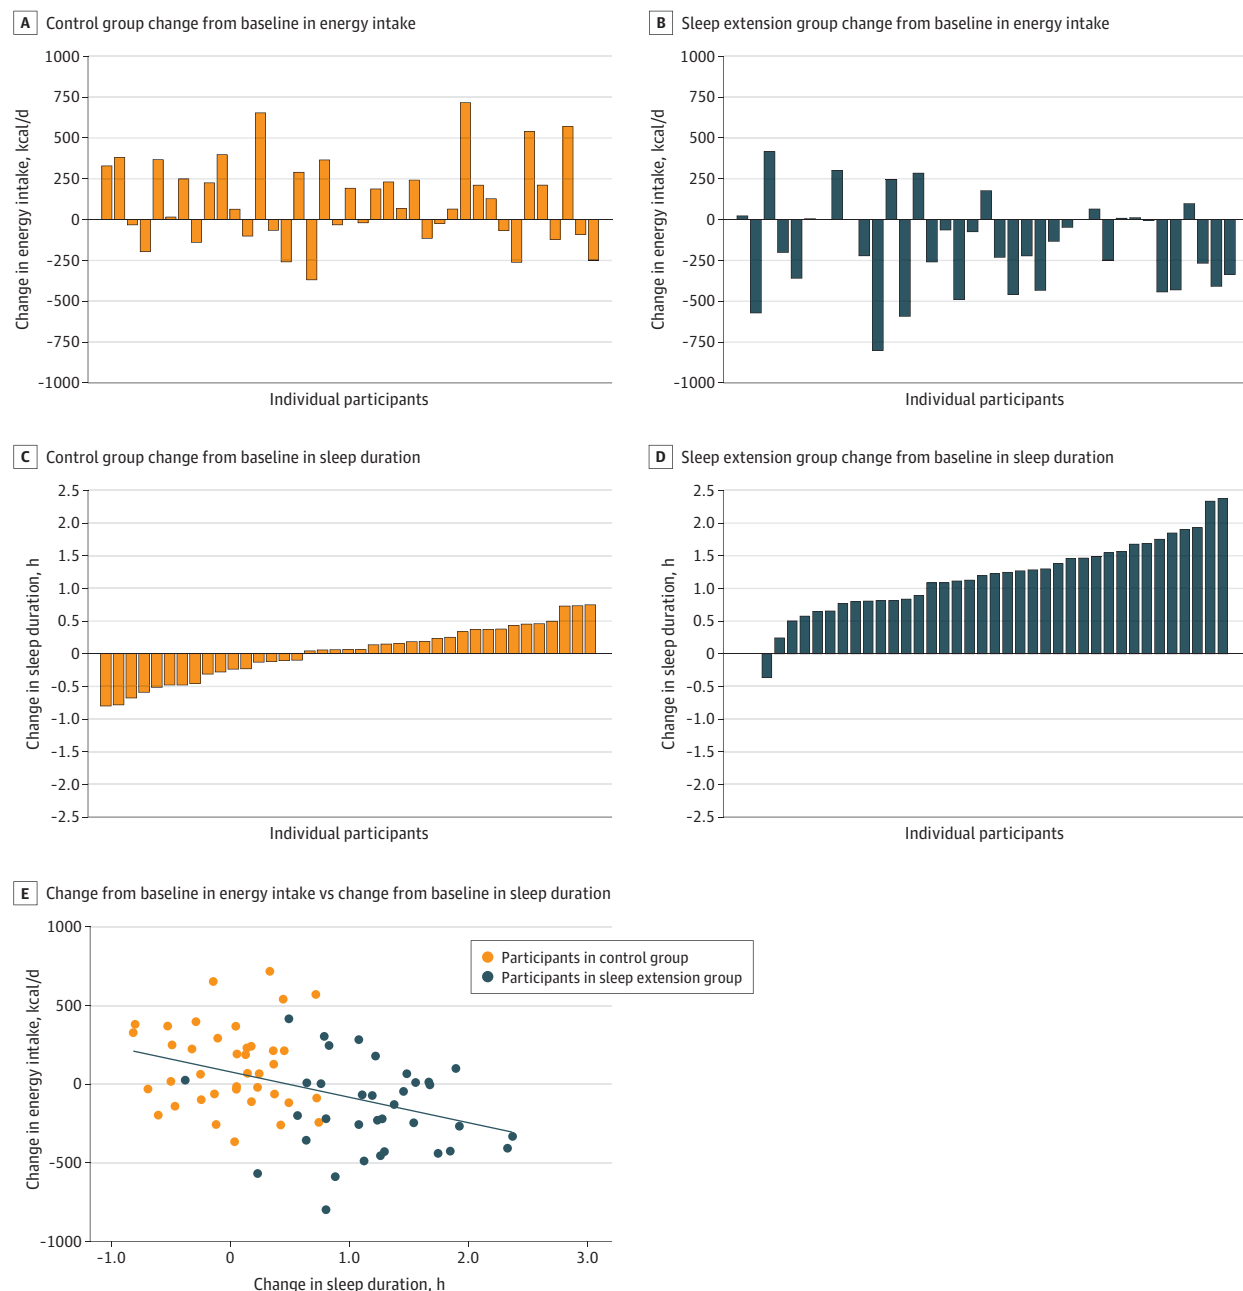 A Control group change from baseline in energy intake
1000
750
500
250
0
-250
-500
-750
-1000
Change in energy intake, kcal/d
Individual participants
B Sleep extension group change from baseline in energy intake
1000
750
500
250
0
-250
-500
-750
-1000
Change in energy intake, kcal/d
Individual participants
C Control group change from baseline in sleep duration
2.5
2.0
1.5
1.0
0.5
0
-0.5
-1.0
-1.5
-2.0
-2.5
Change in sleep duration, h
Individual participants
D Sleep extension group change from baseline in sleep duration
2.5
2.0
1.5
1.0
0.5
0
-0.5
-1.0
-1.5
-2.0
-2.5
Change in sleep duration, h
Individual participants
E Change from baseline in energy intake vs change from baseline in sleep duration
1000
500
0
-500
-1000
Change in energy intake, kcal/d
Participants in control group
Participants in sleep extension group
-1.0 0 1.0 2.0 3.0
Change in sleep duration, h